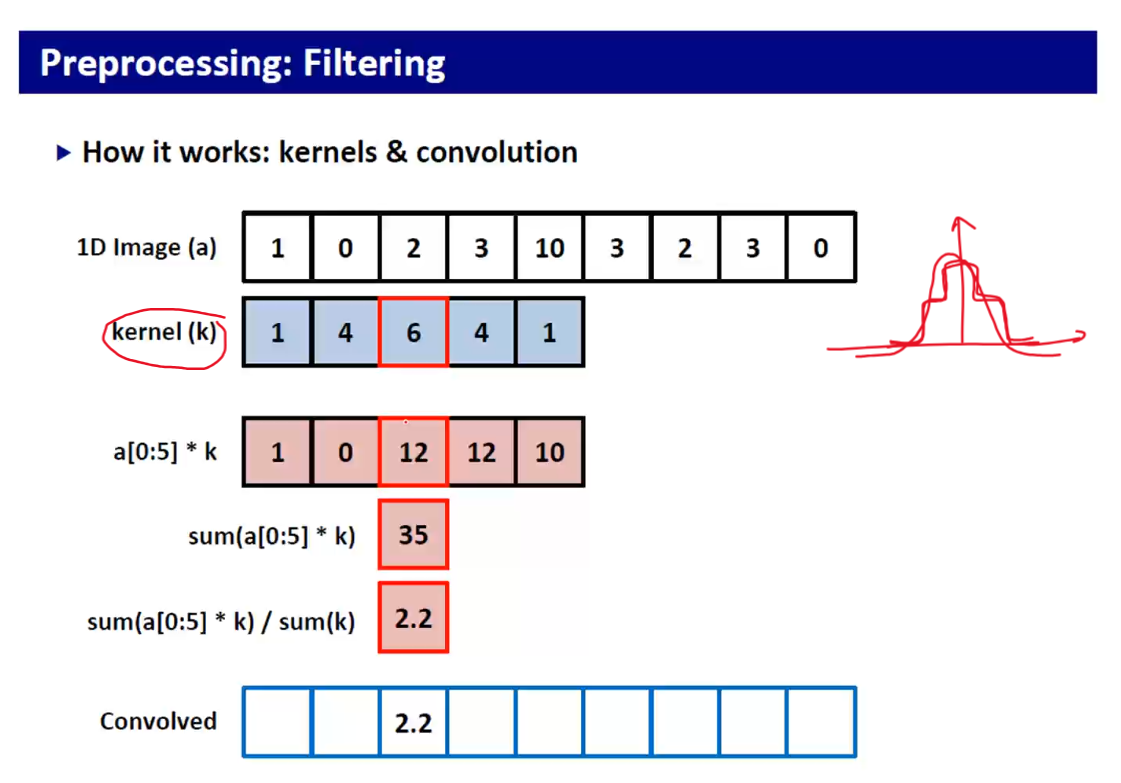 Preprocessing: Filtering
▶ How it works: kernels & convolution
1D Image (a) 1 0 2 3 10 3 2 3 0
kernel (k) 1 4 6 4 1
a[0:5] * k 1 0 12 12 10
sum(a[0:5] * k) 35
sum(a[0:5] * k) / sum(k) 2.2
Convolved 2.2